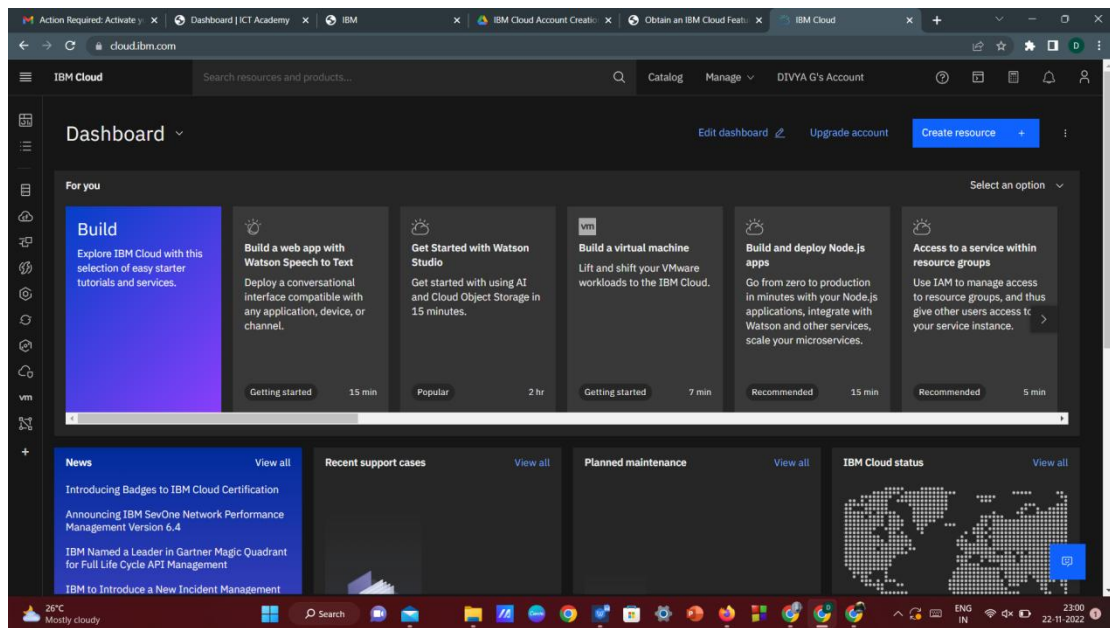 Action Required: Activate y
Dashboard | ICT Academy
IBM
IBM Cloud Account Creatio
Obtain an IBM Cloud Featu
IBM Cloud
cloud.ibm.com
D
IBM Cloud
Search resources and products...
Catalog
Manage
DIVYA G's Account
Dashboard
Edit dashboard
Upgrade account
Create resource +
For you
Select an option
Build
Explore IBM Cloud with this
selection of easy starter
tutorials and services.
Build a web app with
Watson Speech to Text
Deploy a conversational
interface compatible with
any application, device, or
channel.
Getting started
15 min
Get Started with Watson
Studio
Get started with using AI
and Cloud Object Storage in
15 minutes.
Popular
2 hr
vm
Build a virtual machine
Lift and shift your VMware
workloads to the IBM Cloud.
Getting started
7 min
Build and deploy Node.js
apps
Go from zero to production
in minutes with your Node.js
applications, integrate with
Watson and other services,
scale your microservices.
Recommended
15 min
Access to a service within
resource groups
Use IAM to manage access
to resource groups, and thus
give other users access to
your service instance.
Recommended
5 min
vm
News
View all
Introducing Badges to IBM Cloud Certification
Announcing IBM SevOne Network Performance
Management Version 6.4
IBM Named a Leader in Gartner Magic Quadrant
for Full Life Cycle API Management
IBM to Introduce a New Incident Management
Recent support cases
View all
Planned maintenance
View all
IBM Cloud status
View all
26°C
Mostly cloudy
Search
ENG
IN
23:00
22-11-2022